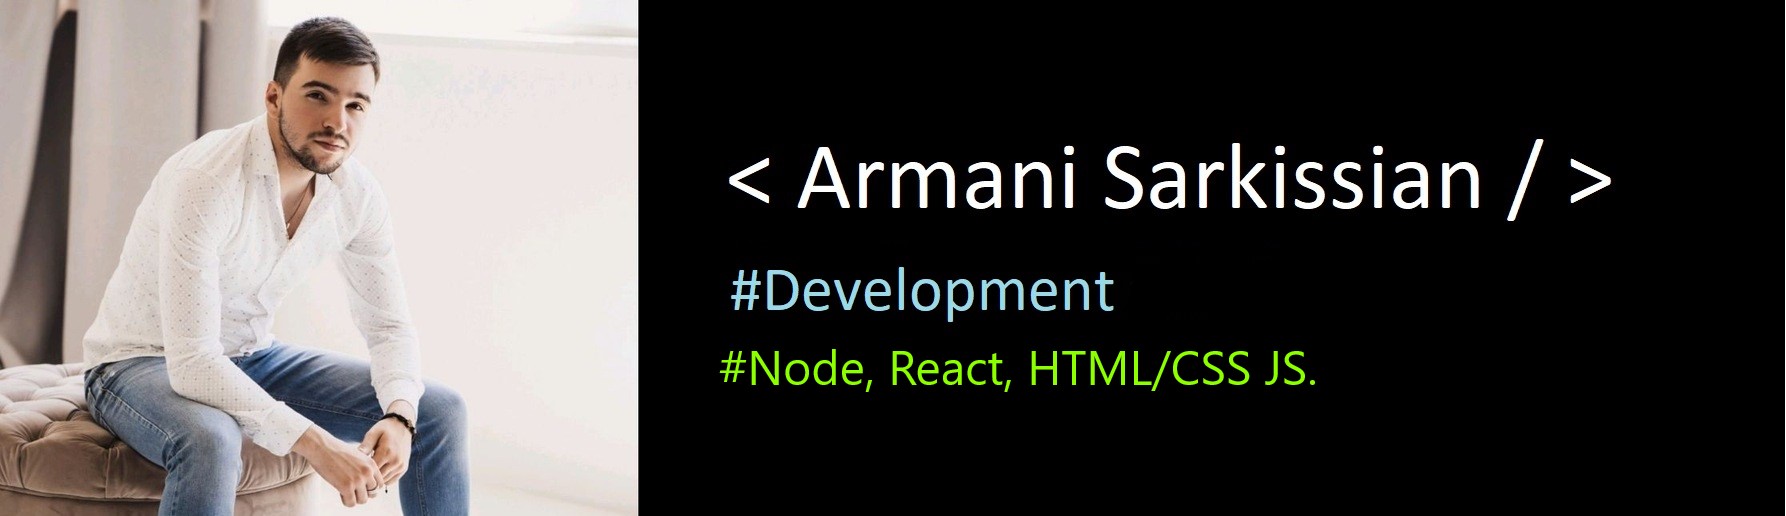 < Armani Sarkissian / >
#Development
#Node, React, HTML/CSS JS.